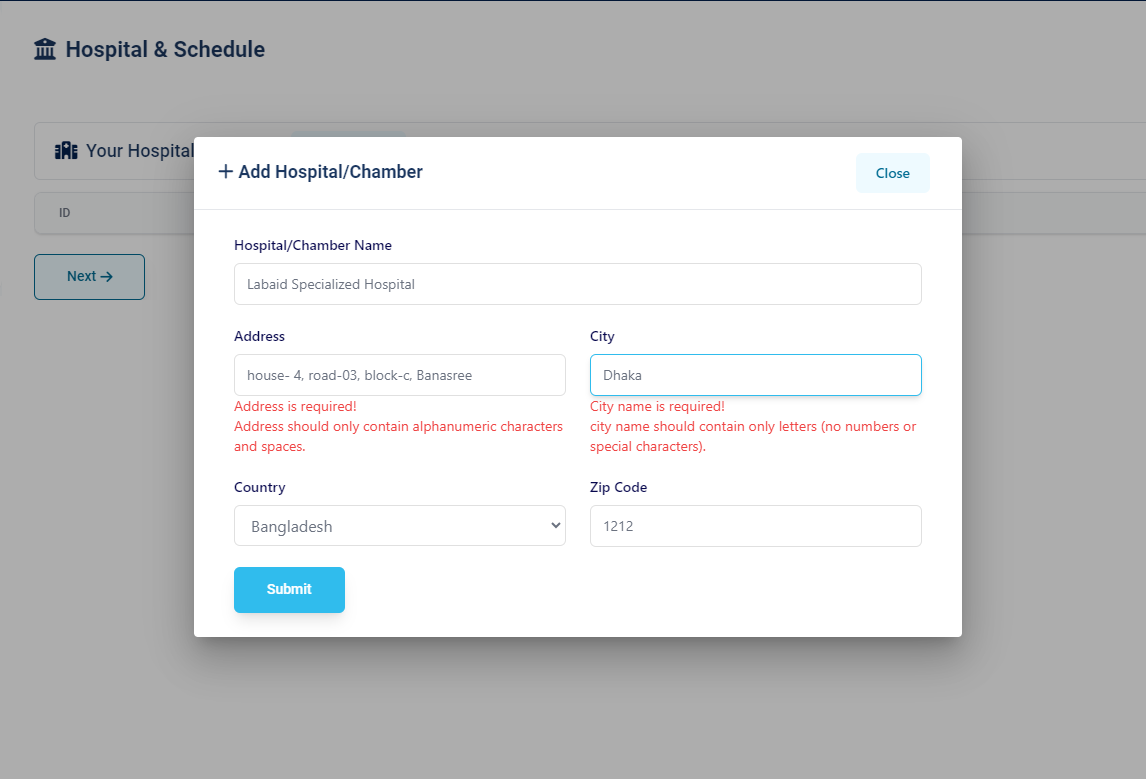 Hospital & Schedule
Your Hospital
Add Hospital/Chamber
Close
ID
Hospital/Chamber Name
Labaid Specialized Hospital
Next
Address
City
house- 4, road-03, block-c, Banasree
Dhaka
Address is required!
City name is required!
Address should only contain alphanumeric characters
and spaces.
city name should contain only letters (no numbers or
special characters).
Country
Zip Code
Bangladesh
1212
Submit